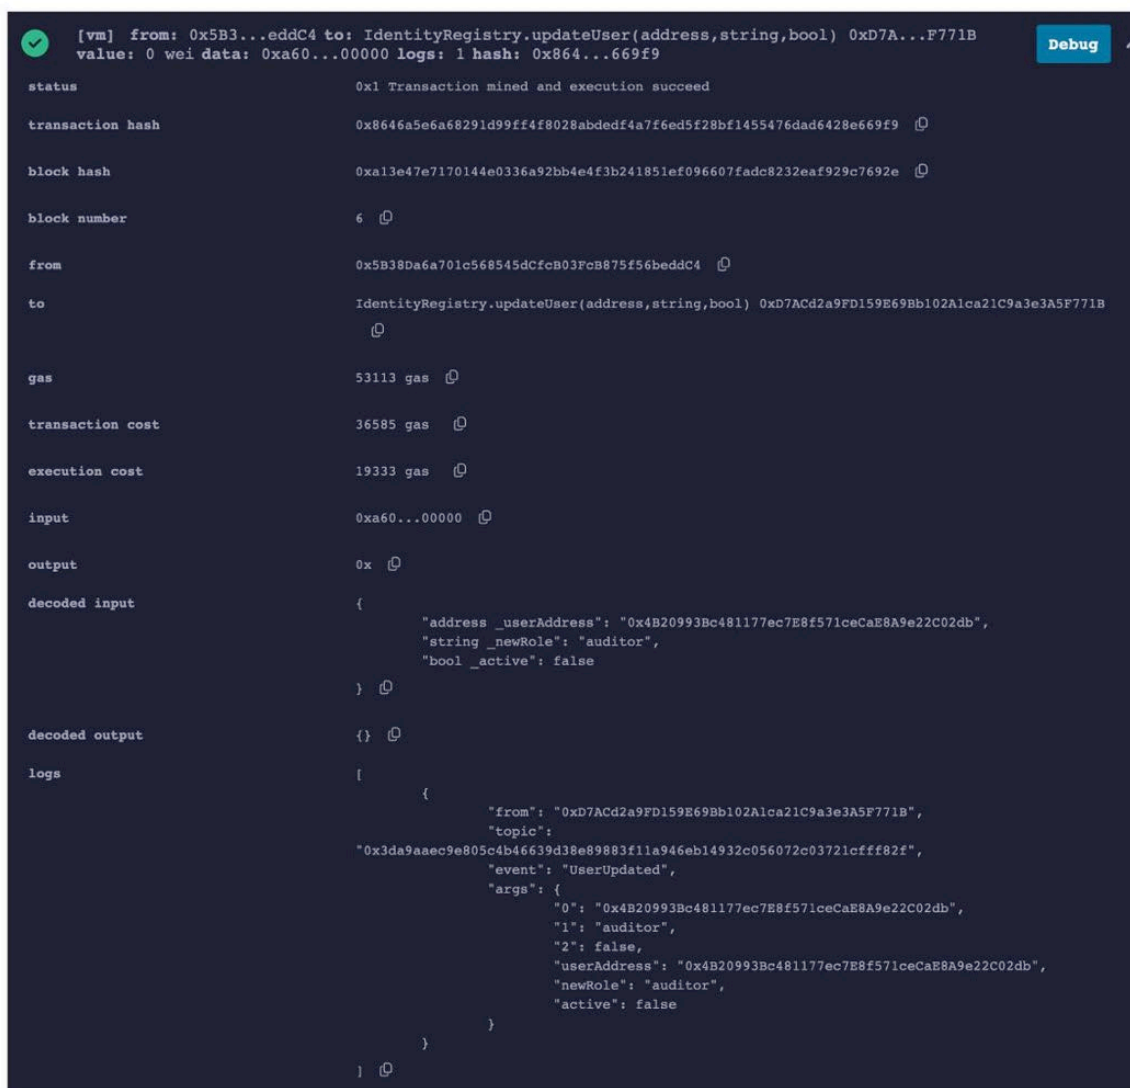 [vm] from: 0x5B3...eddC4 to: IdentityRegistry.updateUser(address,string,bool) 0xD7A...F771B
value: 0 wei data: 0xa60...00000 logs: 1 hash: 0x864...669f9
Debug
status 0x1 Transaction mined and execution succeed
transaction hash 0x8646a5e6a68291d99ff4f8028abdedf4a7f6ed5f28bf1455476dad6428e669f9
block hash 0xa13e47e7170144e0336a92bb4e4f3b241851ef096607fadc8232eaf929c7692e
block number 6
from 0x5B38Da6a701c568545dCfcB03FcB875f56beddC4
to IdentityRegistry.updateUser(address,string,bool) 0xD7ACd2a9FD159E69Bb102A1ca21C9a3e3A5F771B
gas 53113 gas
transaction cost 36585 gas
execution cost 19333 gas
input 0xa60...00000
output 0x
decoded input {
"address _userAddress": "0x4B20993Bc481177ec7E8f571ceCaE8A9e22C02db",
"string _newRole": "auditor",
"bool _active": false
}
decoded output {}
logs [
{
"from": "0xD7ACd2a9FD159E69Bb102A1ca21C9a3e3A5F771B",
"topic":
"0x3da9aaec9e805c4b46639d38e89883f11a946eb14932c056072c03721cfff82f",
"event": "UserUpdated",
"args": {
"0": "0x4B20993Bc481177ec7E8f571ceCaE8A9e22C02db",
"1": "auditor",
"2": false,
"userAddress": "0x4B20993Bc481177ec7E8f571ceCaE8A9e22C02db",
"newRole": "auditor",
"active": false
}
}
]